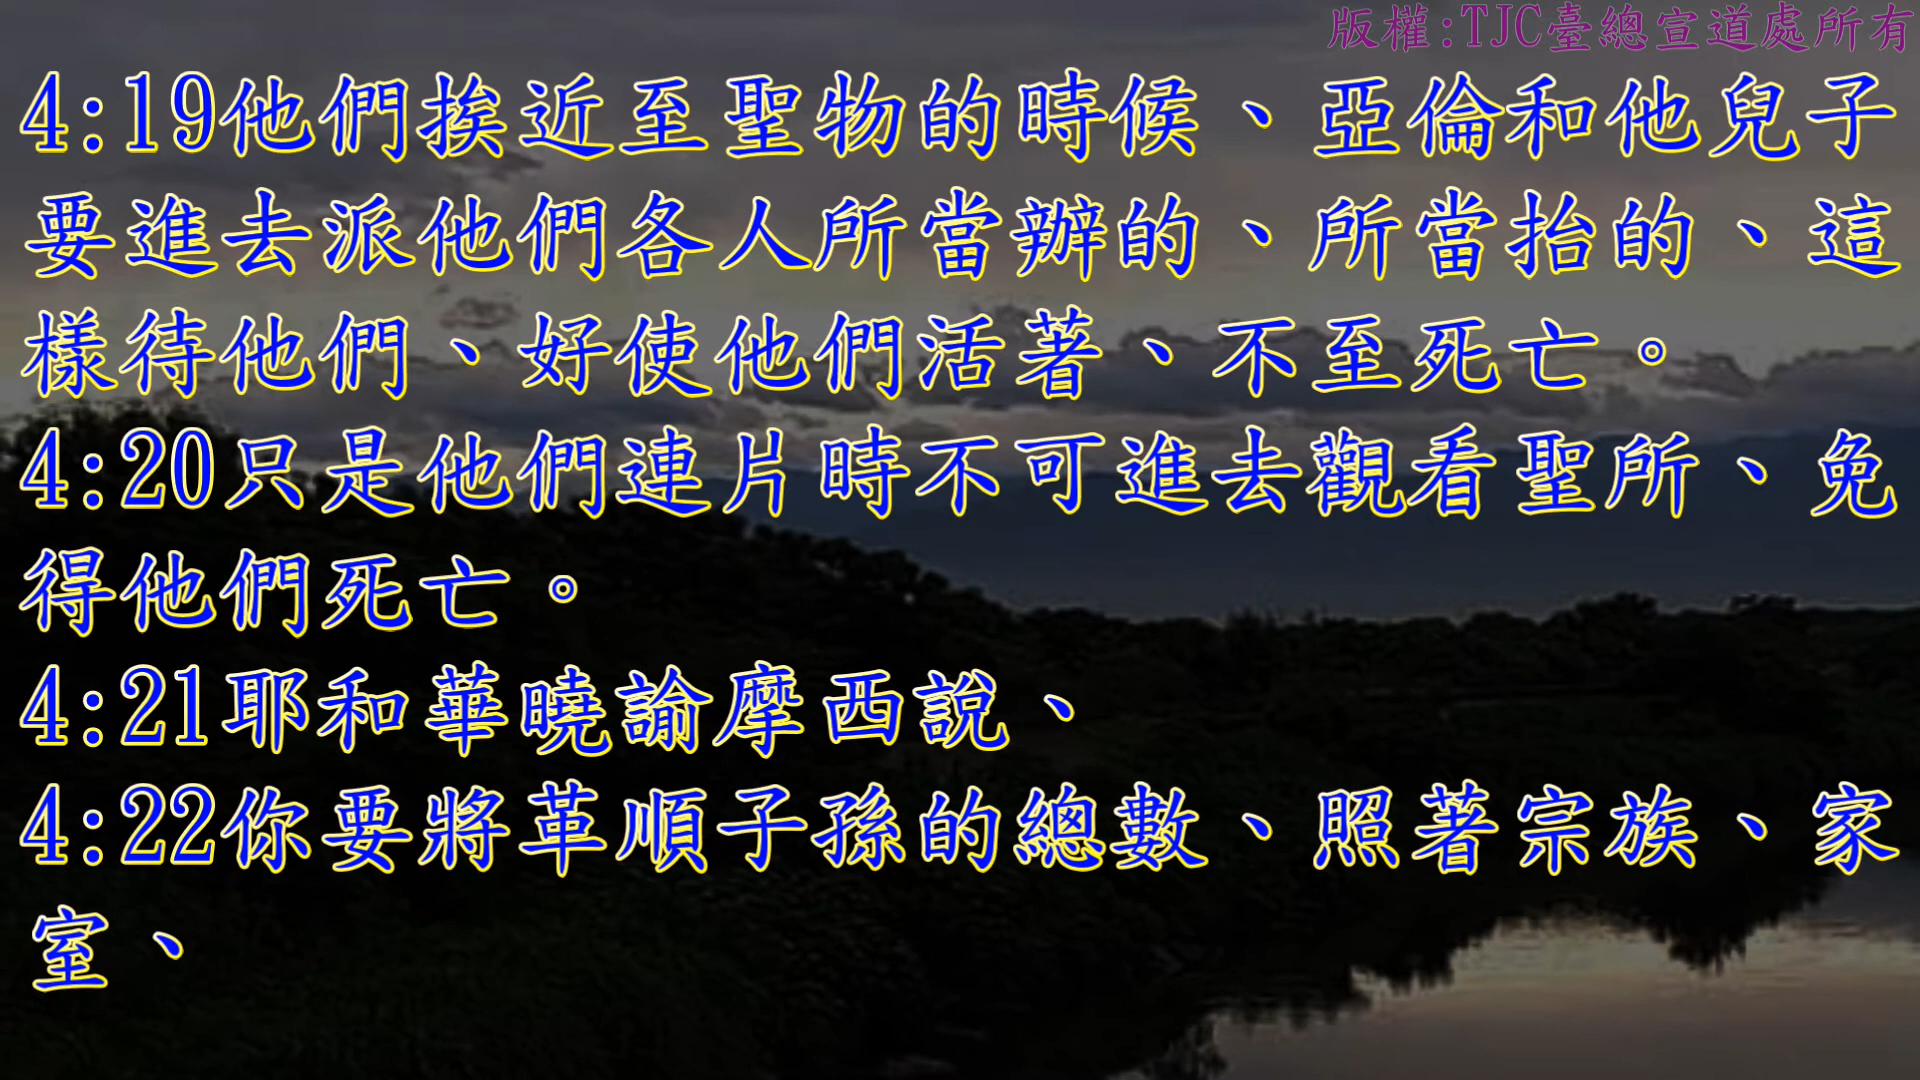 版權:TJC臺總宣道處所有
4:19他們挨近至聖物的時候、亞倫和他兒子
要進去派他們各人所當辦的、所當抬的、這
樣待他們、好使他們活著、不至死亡。
4:20只是他們連片時不可進去觀看聖所、免
得他們死亡。
4:21耶和華曉諭摩西說、
4:22你要將革順子孫的總數、照著宗族、家
室、